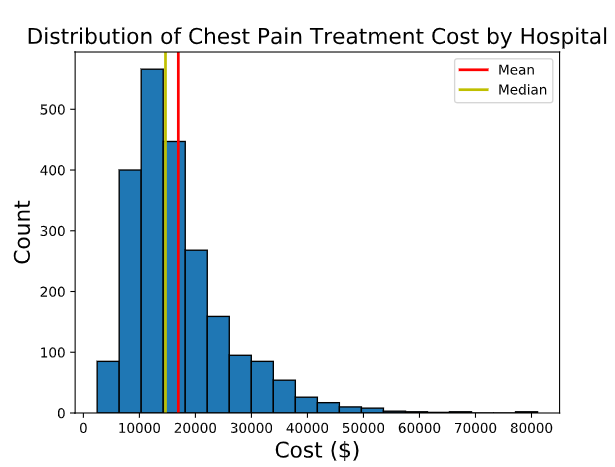 Distribution of Chest Pain Treatment Cost by Hospital
Mean
Median
Count
500
400
300
200
100
0
0 10000 20000 30000 40000 50000 60000 70000 80000
Cost ($)